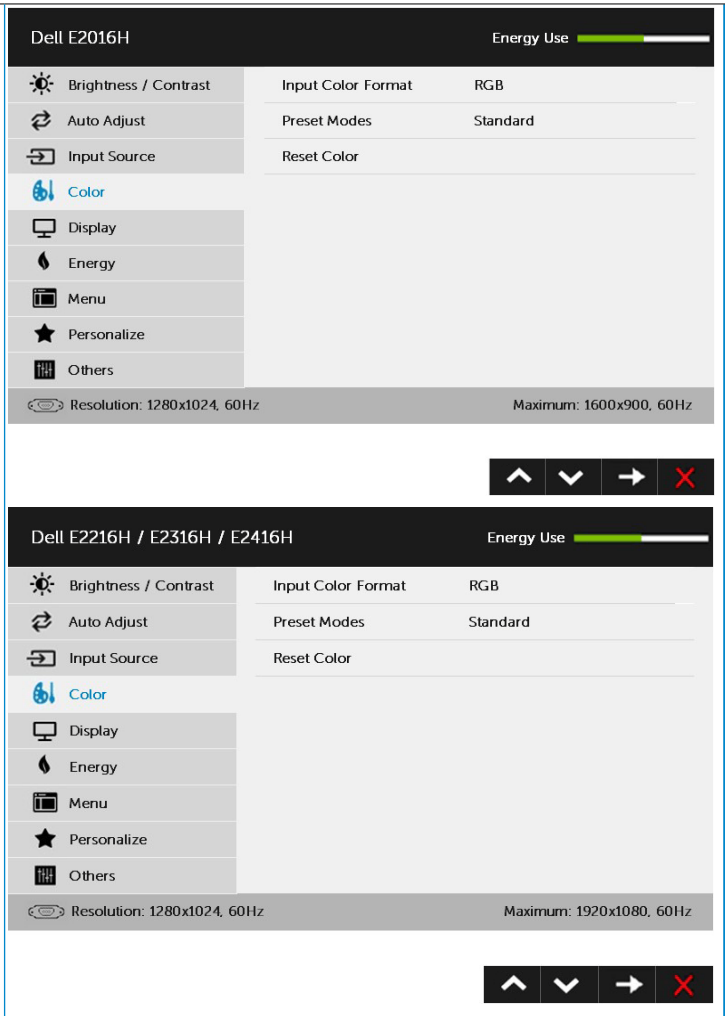 Dell E2016H Energy Use
Brightness / Contrast Input Color Format RGB
Auto Adjust Preset Modes Standard
Input Source Reset Color
Color
Display
Energy
Menu
Personalize
Others
Resolution: 1280x1024, 60Hz Maximum: 1600x900, 60Hz
Dell E2216H / E2316H / E2416H Energy Use
Brightness / Contrast Input Color Format RGB
Auto Adjust Preset Modes Standard
Input Source Reset Color
Color
Display
Energy
Menu
Personalize
Others
Resolution: 1280x1024, 60Hz Maximum: 1920x1080, 60Hz